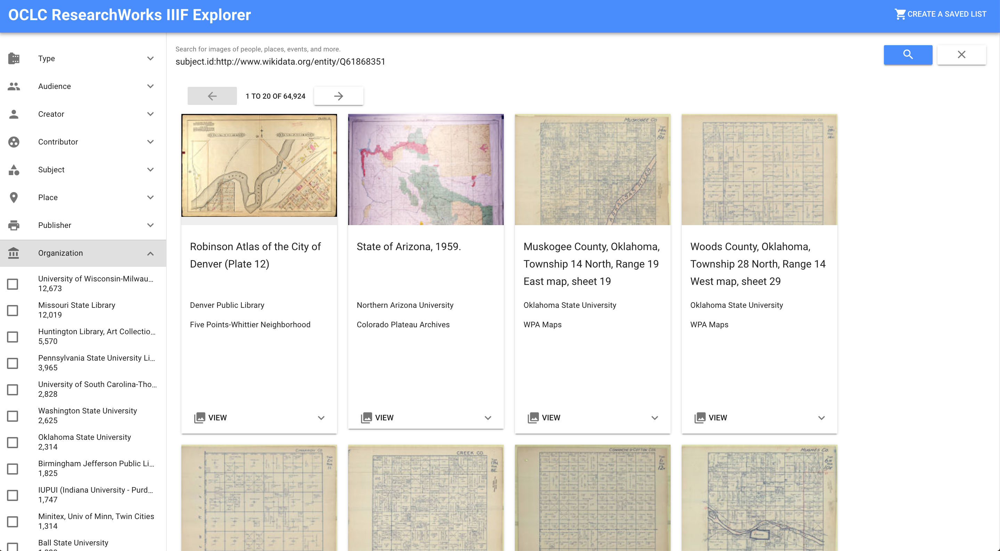 OCLC ResearchWorks IIIF Explorer
CREATE A SAVED LIST
Type
Audience
Creator
Contributor
Subject
Place
Publisher
Organization
University of Wisconsin-Milwau...
12,673
Missouri State Library
12,019
Huntington Library, Art Collectio...
5,570
Pennsylvania State University Li...
3,965
University of South Carolina-Tho...
2,828
Washington State University
2,625
Oklahoma State University
2,314
Birmingham Jefferson Public Li...
1,825
IUPUI (Indiana University - Purd...
1,747
Minitex, Univ of Minn, Twin Cities
1,314
Ball State University
Search for images of people, places, events, and more.
subject.id:http://www.wikidata.org/entity/Q61868351
1 TO 20 OF 64,924
MUSKOGEE CO
14N
19E
ARKANSAS RIVER
WOODS CO
Robinson Atlas of the City of
Denver (Plate 12)
Denver Public Library
Five Points-Whittier Neighborhood
VIEW
State of Arizona, 1959.
Northern Arizona University
Colorado Plateau Archives
VIEW
Muskogee County, Oklahoma,
Township 14 North, Range 19
East map, sheet 19
Oklahoma State University
WPA Maps
VIEW
Woods County, Oklahoma,
Township 28 North, Range 14
West map, sheet 29
Oklahoma State University
WPA Maps
VIEW
CIMARRON CO
CREEK CO.
17N
8E
COMANCHE & COTTON COS
HUGHES CO.
6N
10E